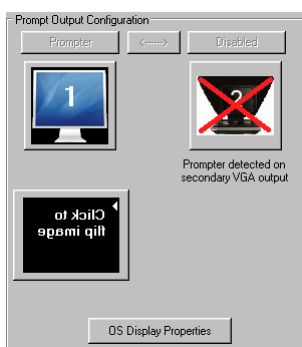 Prompt Output Configuration
Prompter
<---->
Disabled
1
2
Prompter detected on
secondary VGA output
Click to
flip image
OS Display Properties